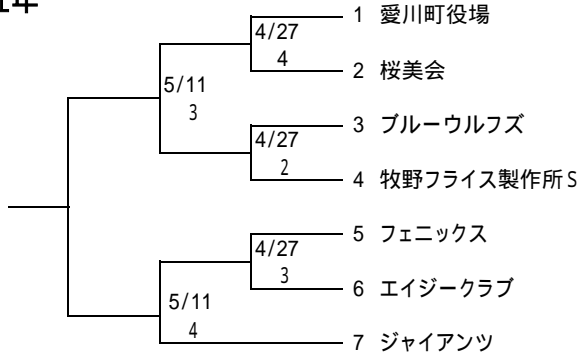 1 愛川町役場
4/27
4
2 桜美会
5/11
3
3 ブルーウルフズ
4/27
2
4 牧野フライス製作所S
5 フェニックス
4/27
3
6 エイジークラブ
5/11
4
7 ジャイアンツ